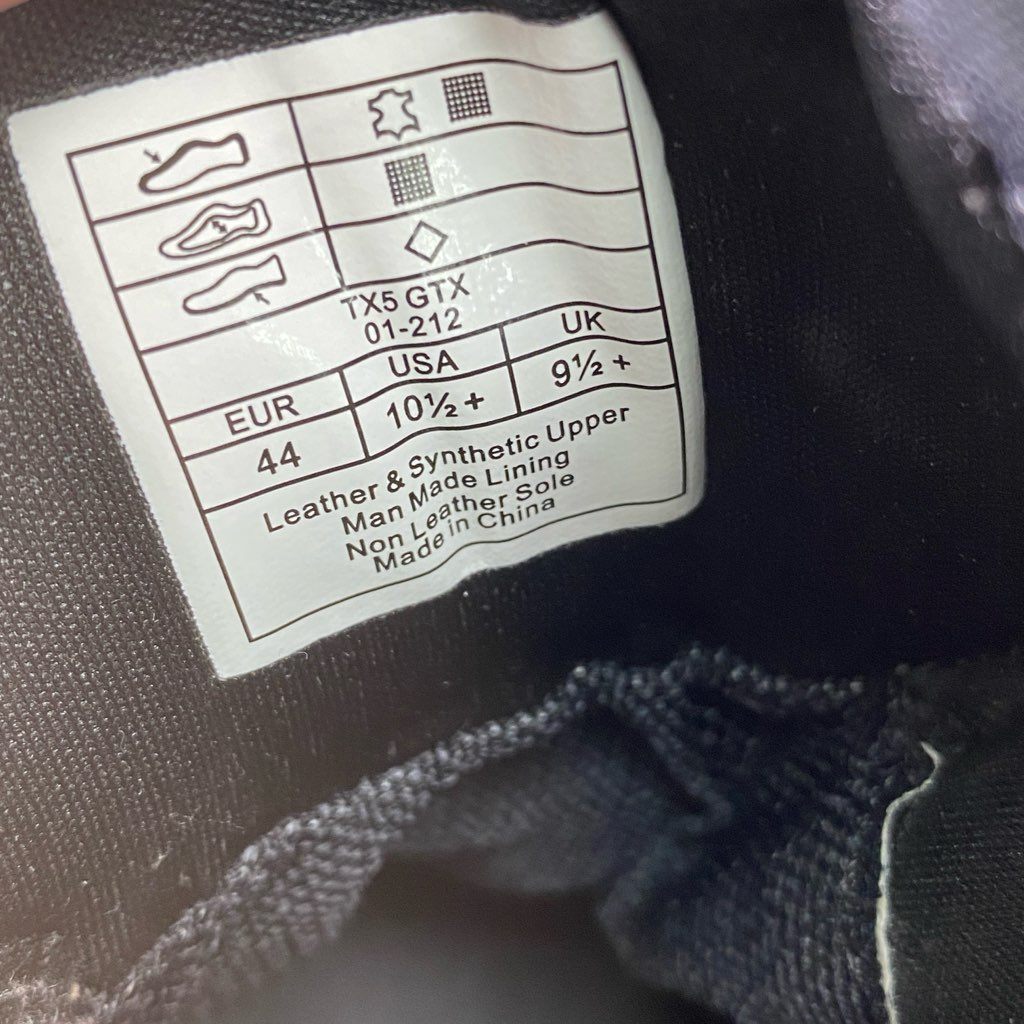 TX5 GTX
01-212
EUR USA UK
44 10½+ 9½+
Leather & Synthetic Upper
Man Made Lining
Non Leather Sole
Made in China